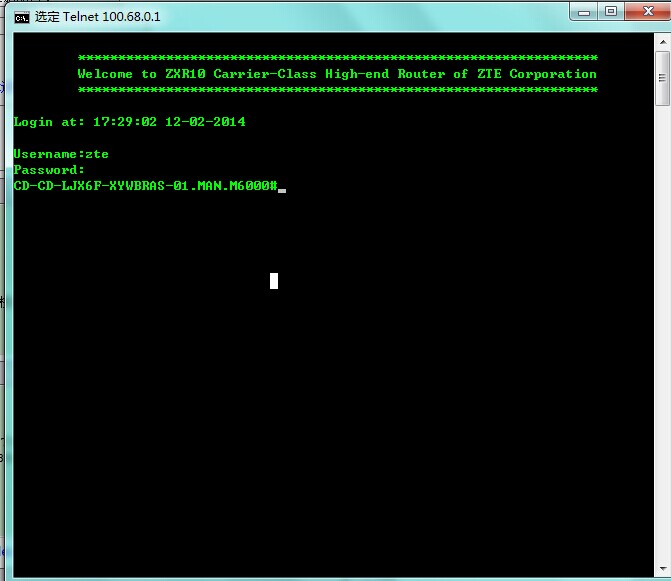 选定 Telnet 100.68.0.1
*****************************************************************
Welcome to ZXR10 Carrier-Class High-end Router of ZTE Corporation
*****************************************************************
Login at: 17:29:02 12-02-2014
Username:zte
Password:
CD-CD-LJX6F-XYWBRAS-01.MAN.M6000#